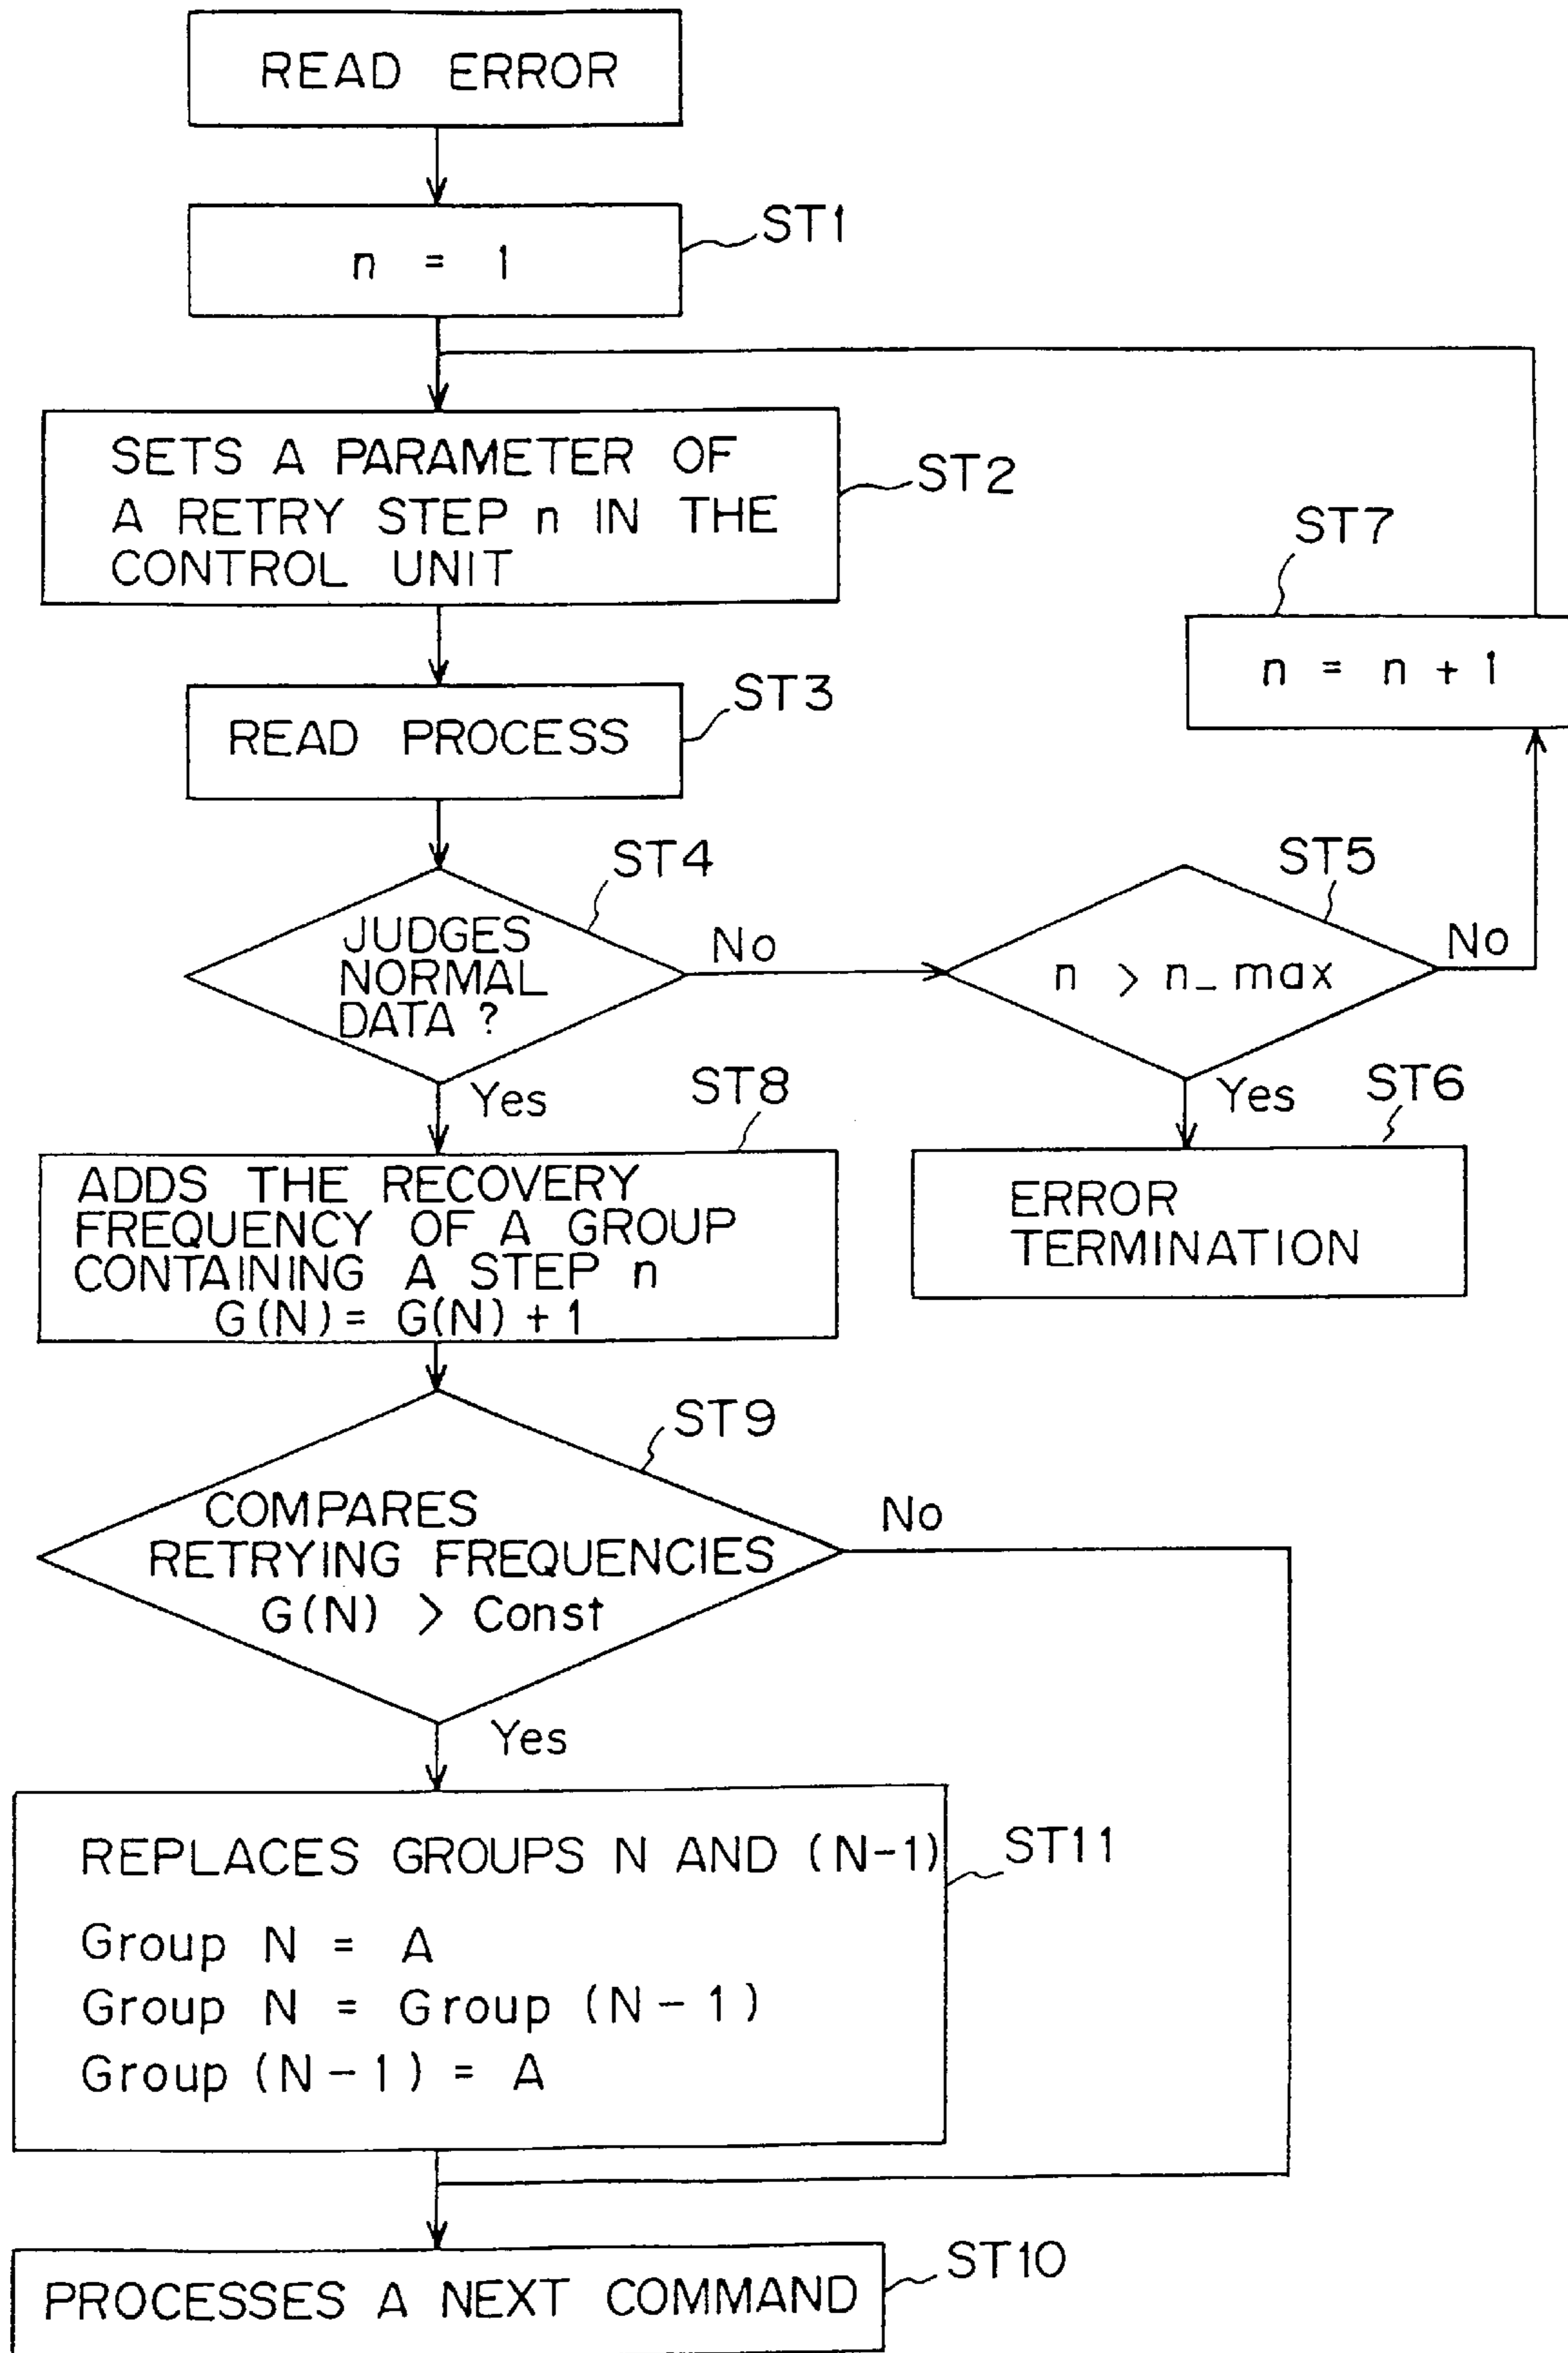 READ ERROR
ST1
n = 1
ST2
SETS A PARAMETER OF
A RETRY STEP n IN THE
CONTROL UNIT
ST7
n = n + 1
ST3
READ PROCESS
ST4
JUDGES
NORMAL
DATA ?
No
ST5
n > n_max
No
Yes
Yes
ST8
ADDS THE RECOVERY
FREQUENCY OF A GROUP
CONTAINING A STEP n
G(N) = G(N) + 1
ST6
ERROR
TERMINATION
ST9
COMPARES
RETRYING FREQUENCIES
G(N) > Const
No
Yes
ST11
REPLACES GROUPS N AND (N-1)
Group N = A
Group N = Group (N-1)
Group (N-1) = A
ST10
PROCESSES A NEXT COMMAND